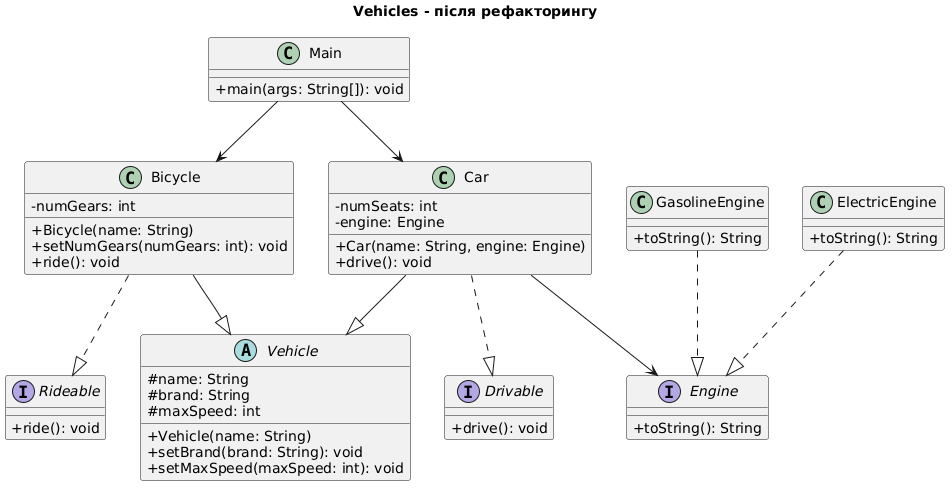 Vehicles - після рефакторингу
C Main
+main(args: String[]): void
C Bicycle
-numGears: int
+Bicycle(name: String)
+setNumGears(numGears: int): void
+ride(): void
C Car
-numSeats: int
-engine: Engine
+Car(name: String, engine: Engine)
+drive(): void
C GasolineEngine
+toString(): String
C ElectricEngine
+toString(): String
I Rideable
+ride(): void
A Vehicle
#name: String
#brand: String
#maxSpeed: int
+Vehicle(name: String)
+setBrand(brand: String): void
+setMaxSpeed(maxSpeed: int): void
I Drivable
+drive(): void
I Engine
+toString(): String